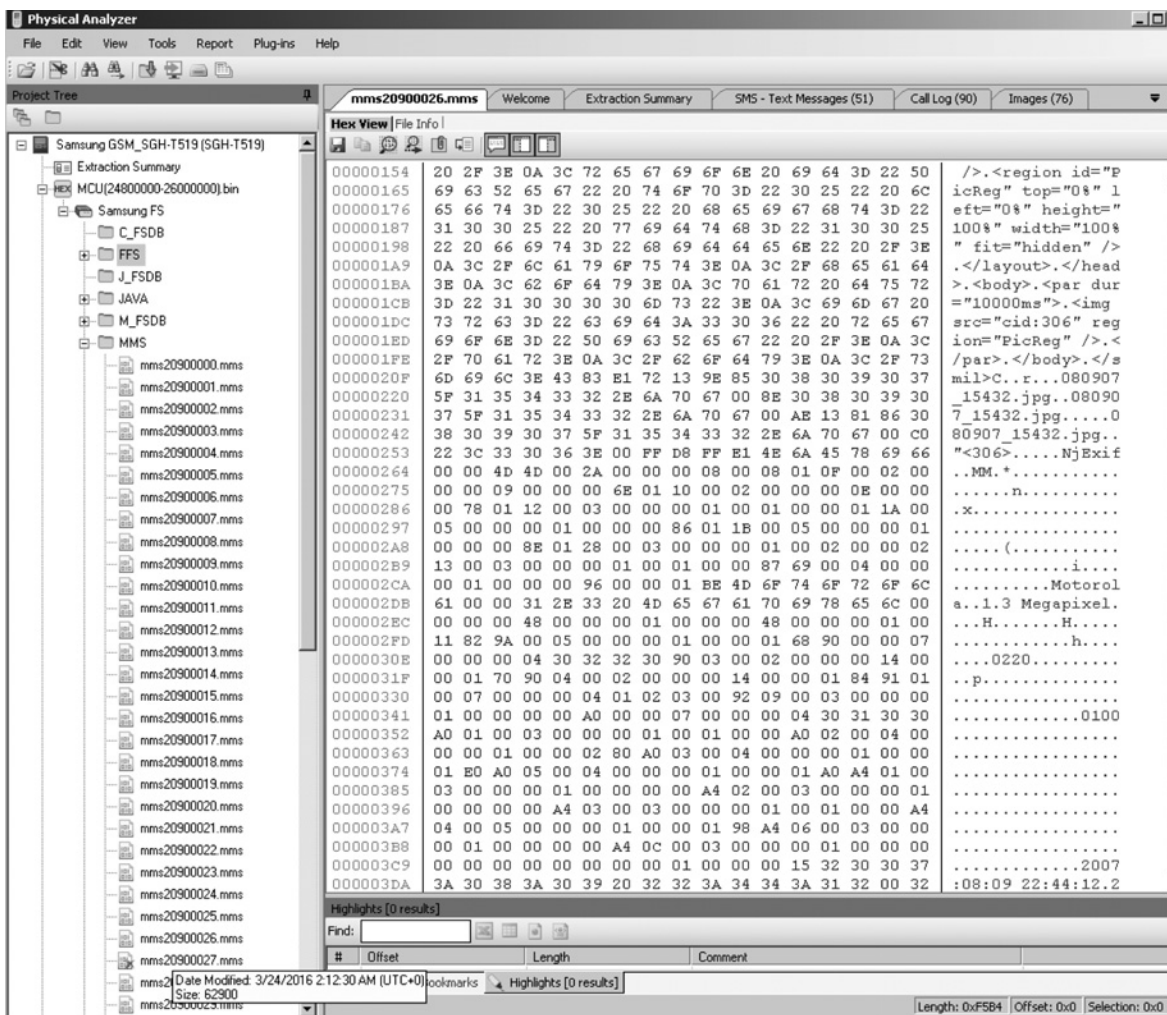 Physical Analyzer
File Edit View Tools Report Plug-ins Help
Project Tree
mms20900026.mms Welcome Extraction Summary SMS - Text Messages (51) Call Log (90) Images (76)
Hex View File Info
Samsung GSM_SGH-T519 (SGH-T519)
Extraction Summary
MCU(24800000-26000000).bin
Samsung FS
C_FSDB
FFS
J_FSDB
JAVA
M_FSDB
MMS
mms20900000.mms
mms20900001.mms
mms20900002.mms
mms20900003.mms
mms20900004.mms
mms20900005.mms
mms20900006.mms
mms20900007.mms
mms20900008.mms
mms20900009.mms
mms20900010.mms
mms20900011.mms
mms20900012.mms
mms20900013.mms
mms20900014.mms
mms20900015.mms
mms20900016.mms
mms20900017.mms
mms20900018.mms
mms20900019.mms
mms20900020.mms
mms20900021.mms
mms20900022.mms
mms20900023.mms
mms20900024.mms
mms20900025.mms
mms20900026.mms
mms20900027.mms
Date Modified: 3/24/2016 2:12:30 AM (UTC+0)
Size: 62900
mms20900029.mms
00000154 20 2F 3E 0A 3C 72 65 67 69 6F 6E 20 69 64 3D 22 50 />.<region id="P
00000165 69 63 52 65 67 22 20 74 6F 70 3D 22 30 25 22 20 6C icReg" top="0%" l
00000176 65 66 74 3D 22 30 25 22 20 68 65 69 67 68 74 3D 22 eft="0%" height="
00000187 31 30 30 25 22 20 77 69 64 74 68 3D 22 31 30 30 25 100%" width="100%
00000198 22 20 66 69 74 3D 22 68 69 64 64 65 6E 22 20 2F 3E " fit="hidden" />
000001A9 0A 3C 2F 6C 61 79 6F 75 74 3E 0A 3C 2F 68 65 61 64 .</layout>.</head
000001BA 3E 0A 3C 62 6F 64 79 3E 0A 3C 70 61 72 20 64 75 72 >.<body>.<par dur
000001CB 3D 22 31 30 30 30 30 6D 73 22 3E 0A 3C 69 6D 67 20 ="10000ms">.<img
000001DC 73 72 63 3D 22 63 69 64 3A 33 30 36 22 20 72 65 67 src="cid:306" reg
000001ED 69 6F 6E 3D 22 50 69 63 52 65 67 22 20 2F 3E 0A 3C ion="PicReg" />.<
000001FE 2F 70 61 72 3E 0A 3C 2F 62 6F 64 79 3E 0A 3C 2F 73 /par>.</body>.</s
0000020F 6D 69 6C 3E 43 83 E1 72 13 9E 85 30 38 30 39 30 37 mil>C..r...080907
00000220 5F 31 35 34 33 32 2E 6A 70 67 00 8E 30 38 30 39 30 _15432.jpg..08090
00000231 37 5F 31 35 34 33 32 2E 6A 70 67 00 AE 13 81 86 30 7_15432.jpg.....0
00000242 38 30 39 30 37 5F 31 35 34 33 32 2E 6A 70 67 00 C0 80907_15432.jpg..
00000253 22 3C 33 30 36 3E 00 FF D8 FF E1 4E 6A 45 78 69 66 "<306>.....NjExif
00000264 00 00 4D 4D 00 2A 00 00 00 08 00 08 01 0F 00 02 00 ..MM.*...........
00000275 00 00 09 00 00 00 6E 01 10 00 02 00 00 00 0E 00 00 ......n..........
00000286 00 78 01 12 00 03 00 00 00 01 00 01 00 00 01 1A 00 .x...............
00000297 05 00 00 00 01 00 00 00 86 01 1B 00 05 00 00 00 01 .................
000002A8 00 00 00 8E 01 28 00 03 00 00 00 01 00 02 00 00 02 .....(...........
000002B9 13 00 03 00 00 00 01 00 01 00 00 87 69 00 04 00 00 ............i....
000002CA 00 01 00 00 00 96 00 00 01 BE 4D 6F 74 6F 72 6F 6C ..........Motorol
000002DB 61 00 00 31 2E 33 20 4D 65 67 61 70 69 78 65 6C 00 a..1.3 Megapixel.
000002EC 00 00 00 48 00 00 00 01 00 00 00 48 00 00 00 01 00 ...H.......H.....
000002FD 11 82 9A 00 05 00 00 00 01 00 00 01 68 90 00 00 07 ............h....
0000030E 00 00 00 04 30 32 32 30 90 03 00 02 00 00 00 14 00 ....0220.........
0000031F 00 01 70 90 04 00 02 00 00 00 14 00 00 01 84 91 01 ..p..............
00000330 00 07 00 00 00 04 01 02 03 00 92 09 00 03 00 00 00 .................
00000341 01 00 00 00 00 A0 00 00 07 00 00 00 04 30 31 30 30 .............0100
00000352 A0 01 00 03 00 00 00 01 00 01 00 00 A0 02 00 04 00 .................
00000363 00 00 01 00 00 02 80 A0 03 00 04 00 00 00 01 00 00 .................
00000374 01 E0 A0 05 00 04 00 00 00 01 00 00 01 A0 A4 01 00 .................
00000385 03 00 00 00 01 00 00 00 00 A4 02 00 03 00 00 00 01 .................
00000396 00 00 00 00 A4 03 00 03 00 00 00 01 00 01 00 00 A4 .................
000003A7 04 00 05 00 00 00 01 00 00 01 98 A4 06 00 03 00 00 .................
000003B8 00 01 00 00 00 00 A4 0C 00 03 00 00 00 01 00 00 00 .................
000003C9 00 00 00 00 00 00 00 01 00 00 00 15 32 30 30 37 .............2007
000003DA 3A 30 38 3A 30 39 20 32 32 3A 34 34 3A 31 32 00 32 :08:09 22:44:12.2
Highlights [0 results]
Find:
# Offset Length Comment
ookmarks Highlights [0 results]
Length: 0xF5B4 Offset: 0x0 Selection: 0x0